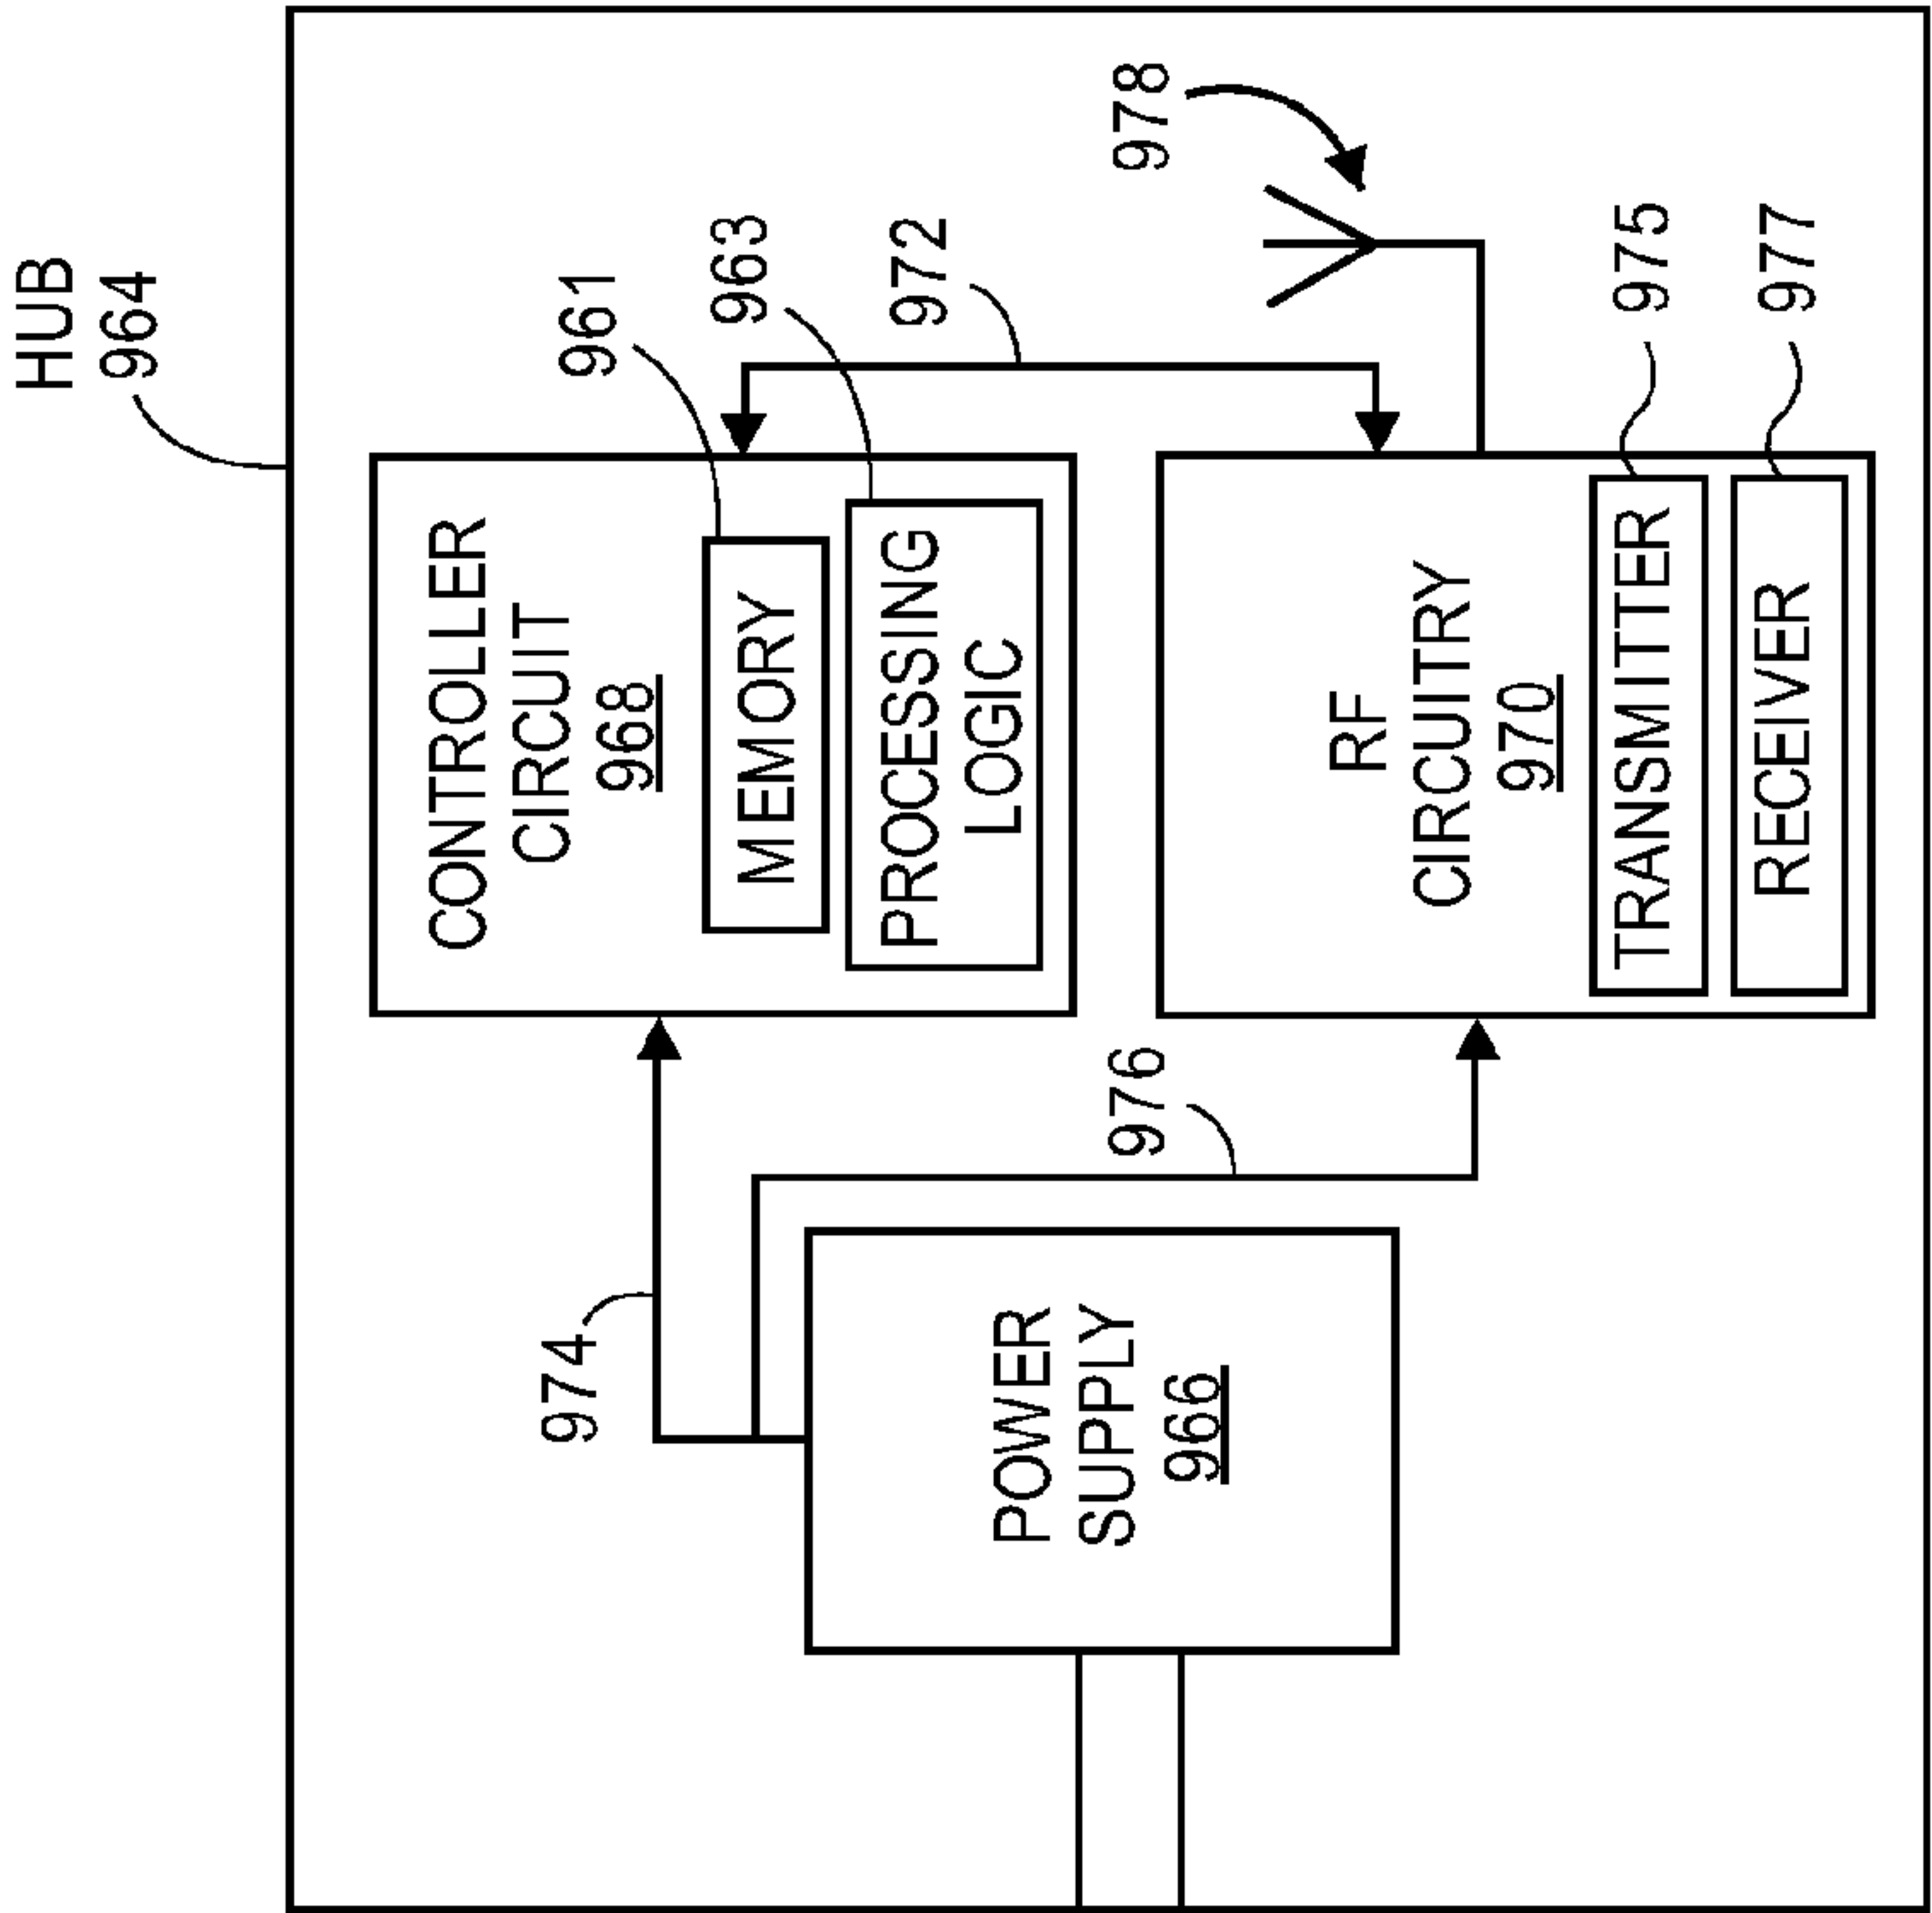 HUB
964
CONTROLLER
CIRCUIT
968
961
MEMORY
963
PROCESSING
LOGIC
972
974
976
978
POWER
SUPPLY
966
RF
CIRCUITRY
970
TRANSMITTER
975
RECEIVER
977